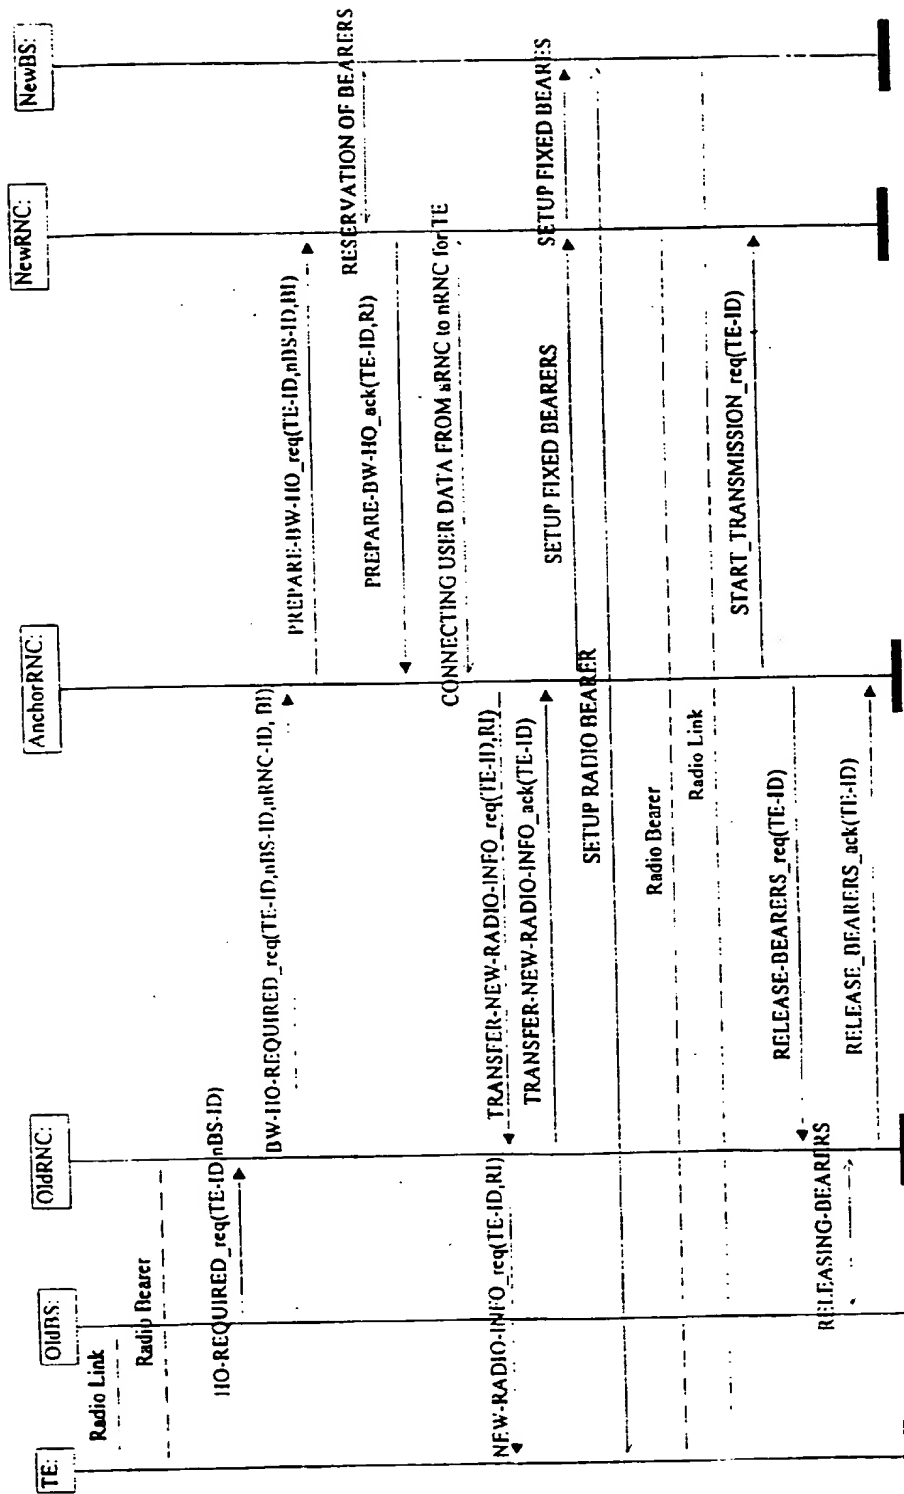 TE:
OldBS:
OldRNC:
AnchorRNC:
NewRNC:
NewBS:
Radio Link
Radio Bearer
HO-REQUIRED_req(TE-ID,nBS-ID)
BW-HO-REQUIRED_req(TE-ID,nBS-ID,nRNC-ID, BI)
PREPARE-BW-HO_req(TE-ID,nBS-ID,BI)
RESERVATION OF BEARERS
PREPARE-BW-HO_ack(TE-ID,RI)
CONNECTING USER DATA FROM aRNC to nRNC for TE
TRANSFER-NEW-RADIO-INFO_req(TE-ID,RI)
NEW-RADIO-INFO_req(TE-ID,RI)
TRANSFER-NEW-RADIO-INFO_ack(TE-ID)
SETUP FIXED BEARERS
SETUP FIXED BEARES
SETUP RADIO BEARER
Radio Bearer
Radio Link
START_TRANSMISSION_req(TE-ID)
RELEASE-BEARERS_req(TE-ID)
RELEASING-BEARERS
RELEASE_BEARERS_ack(TE-ID)